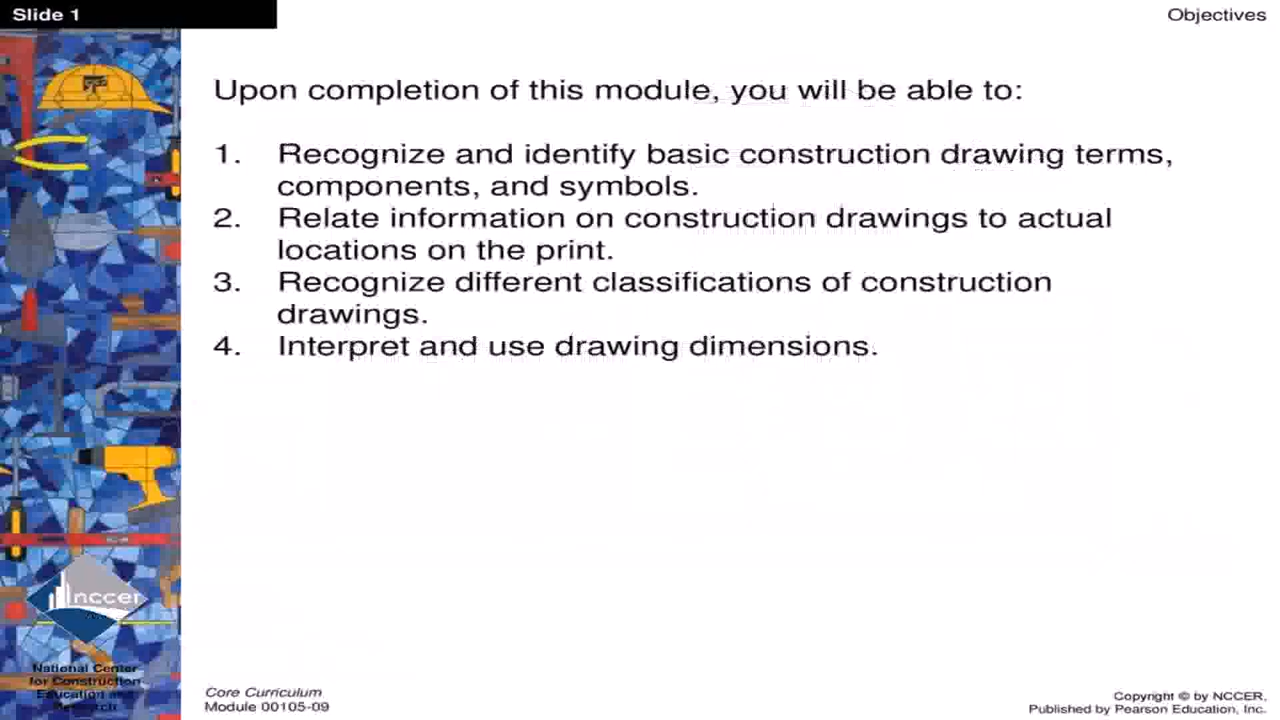 Slide 1
Objectives
Upon completion of this module, you will be able to:
1. Recognize and identify basic construction drawing terms,
components, and symbols.
2. Relate information on construction drawings to actual
locations on the print.
3. Recognize different classifications of construction
drawings.
4. Interpret and use drawing dimensions.
nccer
National Center
for Construction
Education and
Research
Core Curriculum
Module 00105-09
Copyright © by NCCER,
Published by Pearson Education, Inc.